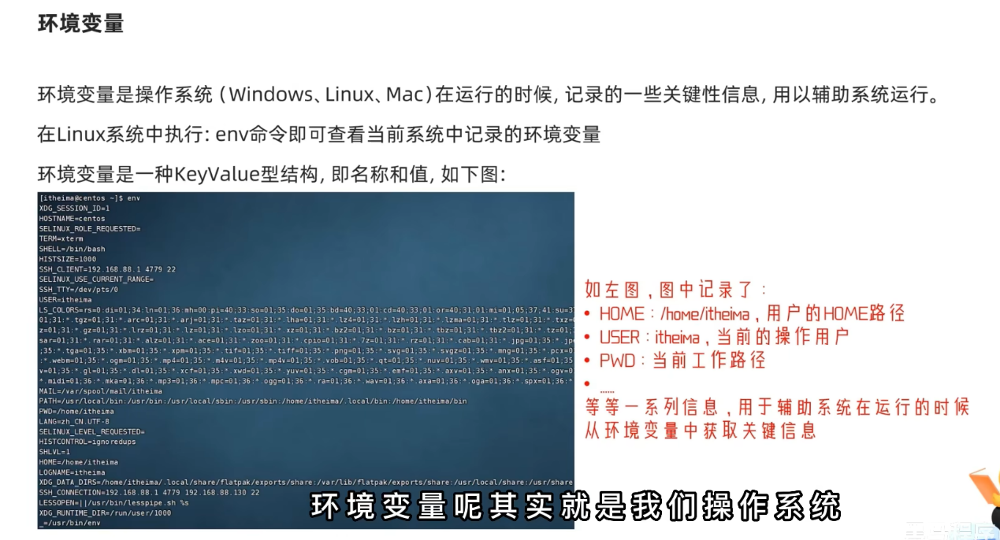 环境变量
环境变量是操作系统（Windows、Linux、Mac）在运行的时候, 记录的一些关键性信息, 用以辅助系统运行。
在Linux系统中执行: env命令即可查看当前系统中记录的环境变量
环境变量是一种KeyValue型结构, 即名称和值, 如下图:
[itheima@centos ~]$ env
XDG_SESSION_ID=1
HOSTNAME=centos
SELINUX_ROLE_REQUESTED=
TERM=xterm
SHELL=/bin/bash
HISTSIZE=1000
SSH_CLIENT=192.168.88.1 4779 22
SELINUX_USE_CURRENT_RANGE=
SSH_TTY=/dev/pts/0
USER=itheima
LS_COLORS=rs=0:di=01;34:ln=01;36:mh=00:pi=40;33:so=01;35:do=01;35:bd=40;33;01:cd=40;33;01:or=40;31;01:mi=01;05;37;41:su=3
01;31:*.tgz=01;31:*.arc=01;31:*.arj=01;31:*.taz=01;31:*.lha=01;31:*.lz4=01;31:*.lzh=01;31:*.lzma=01;31:*.tlz=01;31:*.txz=0
z=01;31:*.gz=01;31:*.lrz=01;31:*.lz=01;31:*.lzo=01;31:*.xz=01;31:*.bz2=01;31:*.bz=01;31:*.tbz=01;31:*.tbz2=01;31:*.tz=01;
sar=01;31:*.rar=01;31:*.alz=01;31:*.ace=01;31:*.zoo=01;31:*.cpio=01;31:*.7z=01;31:*.rz=01;31:*.cab=01;31:*.jpg=01;35:*.jp
;35:*.tga=01;35:*.xbm=01;35:*.xpm=01;35:*.tif=01;35:*.tiff=01;35:*.png=01;35:*.svg=01;35:*.svgz=01;35:*.mng=01;35:*.pcx=
:*.webm=01;35:*.ogm=01;35:*.mp4=01;35:*.m4v=01;35:*.mp4v=01;35:*.vob=01;35:*.qt=01;35:*.nuv=01;35:*.wmv=01;35:*.asf=01;35
v=01;35:*.gl=01;35:*.dl=01;35:*.xcf=01;35:*.xwd=01;35:*.yuv=01;35:*.cgm=01;35:*.emf=01;35:*.axv=01;35:*.anx=01;35:*.ogv=0
*.midi=01;36:*.mka=01;36:*.mp3=01;36:*.mpc=01;36:*.ogg=01;36:*.ra=01;36:*.wav=01;36:*.axa=01;36:*.oga=01;36:*.spx=01;36:*
MAIL=/var/spool/mail/itheima
PATH=/usr/local/bin:/usr/bin:/usr/local/sbin:/usr/sbin:/home/itheima/.local/bin:/home/itheima/bin
PWD=/home/itheima
LANG=zh_CN.UTF-8
SELINUX_LEVEL_REQUESTED=
HISTCONTROL=ignoredups
SHLVL=1
HOME=/home/itheima
LOGNAME=itheima
XDG_DATA_DIRS=/home/itheima/.local/share/flatpak/exports/share:/var/lib/flatpak/exports/share:/usr/local/share:/usr/share
SSH_CONNECTION=192.168.88.1 4779 192.168.88.130 22
LESSOPEN=||/usr/bin/lesspipe.sh %s
XDG_RUNTIME_DIR=/run/user/1000
_=/usr/bin/env
如左图，图中记录了：
• HOME：/home/itheima，用户的HOME路径
• USER：itheima，当前的操作用户
• PWD：当前工作路径
• ......
等等一系列信息，用于辅助系统在运行的时候
从环境变量中获取关键信息
环境变量呢其实就是我们操作系统